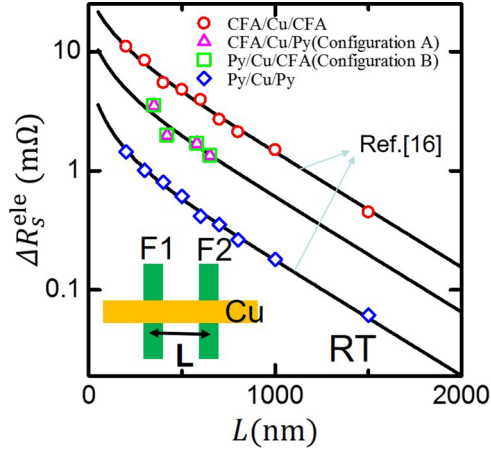 CFA/Cu/CFA
CFA/Cu/Py(Configuration A)
Py/Cu/CFA(Configuration B)
Py/Cu/Py
Ref.[16]
ΔR_s^ele (mΩ)
10
1
0.1
F1 F2
Cu
L
RT
0 500 1000 1500 2000
L(nm)